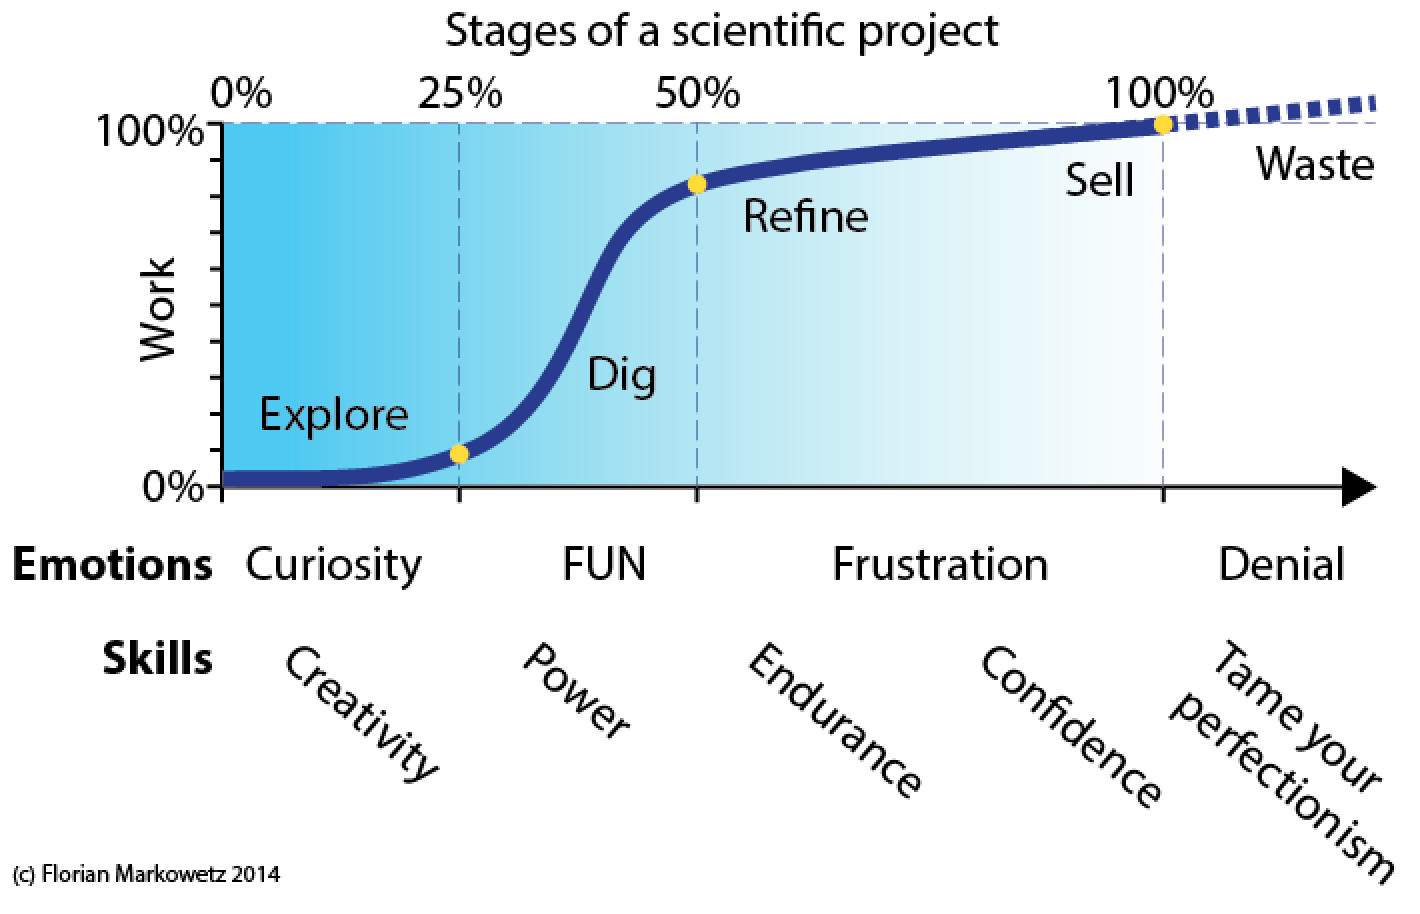 Stages of a scientific project
0% 25% 50% 100%
100%
Work
0%
Explore
Dig
Refine
Sell
Waste
Emotions Curiosity FUN Frustration Denial
Skills Creativity Power Endurance Confidence Tame your
perfectionism
(c) Florian Markowetz 2014